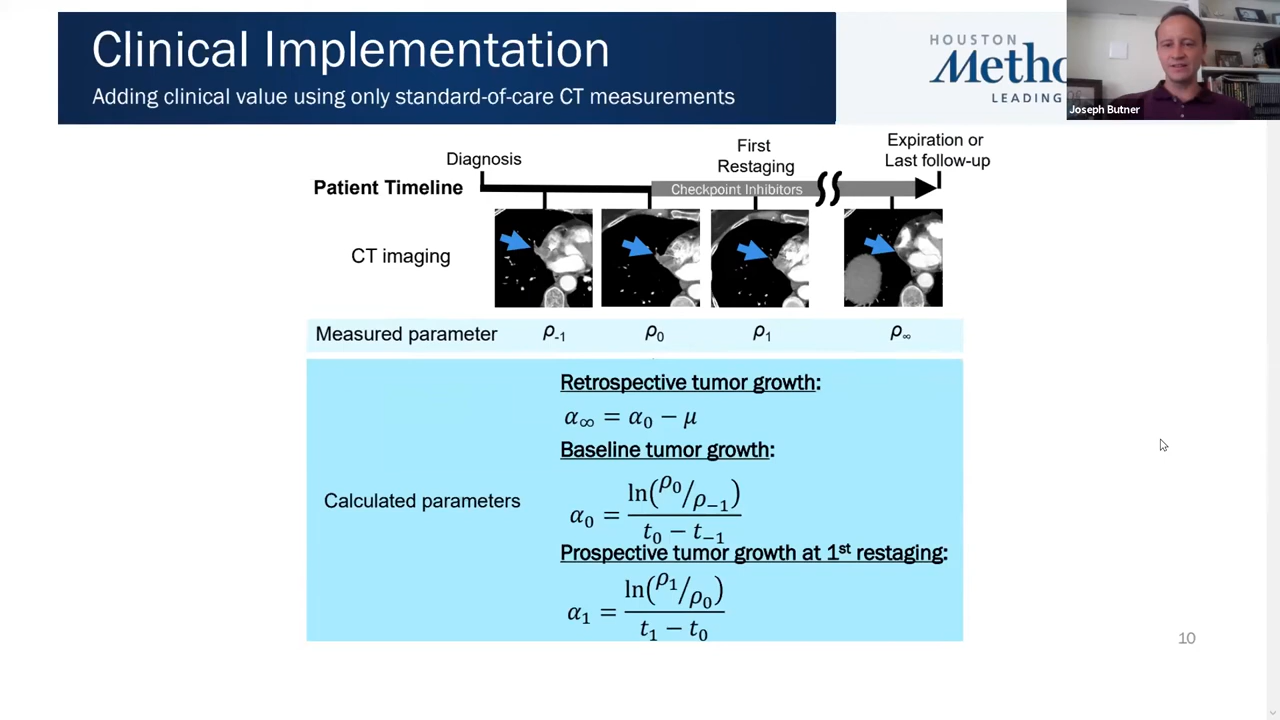 Clinical Implementation
Adding clinical value using only standard-of-care CT measurements
HOUSTON
Metho
LEADING
Joseph Butner
Diagnosis
First
Restaging
Expiration or
Last follow-up
Patient Timeline
Checkpoint Inhibitors
CT imaging
Measured parameter ρ₋₁ ρ₀ ρ₁ ρ∞
Retrospective tumor growth:
α∞ = α₀ − μ
Baseline tumor growth:
Calculated parameters
α₀ = ln(ρ₀/ρ₋₁) / t₀ − t₋₁
Prospective tumor growth at 1st restaging:
α₁ = ln(ρ₁/ρ₀) / t₁ − t₀
10